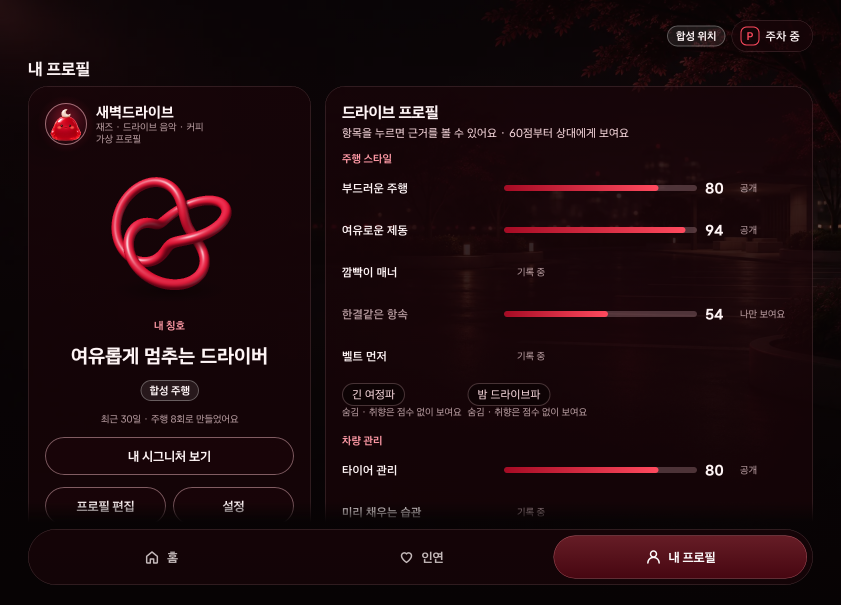 합성 위치
P 주차 중
내 프로필
새벽드라이브
재즈 · 드라이브 음악 · 커피
가상 프로필
내 칭호
여유롭게 멈추는 드라이버
합성 주행
최근 30일 · 주행 8회로 만들었어요
내 시그니처 보기
프로필 편집
설정
드라이브 프로필
항목을 누르면 근거를 볼 수 있어요 · 60점부터 상대에게 보여요
주행 스타일
부드러운 주행 80 공개
여유로운 제동 94 공개
깜빡이 매너 기록 중
한결같은 항속 54 나만 보여요
벨트 먼저 기록 중
긴 여정파
숨김 · 취향은 점수 없이 보여요
밤 드라이브파
숨김 · 취향은 점수 없이 보여요
차량 관리
타이어 관리 80 공개
미리 채우는 습관 기록 중
홈
인연
내 프로필